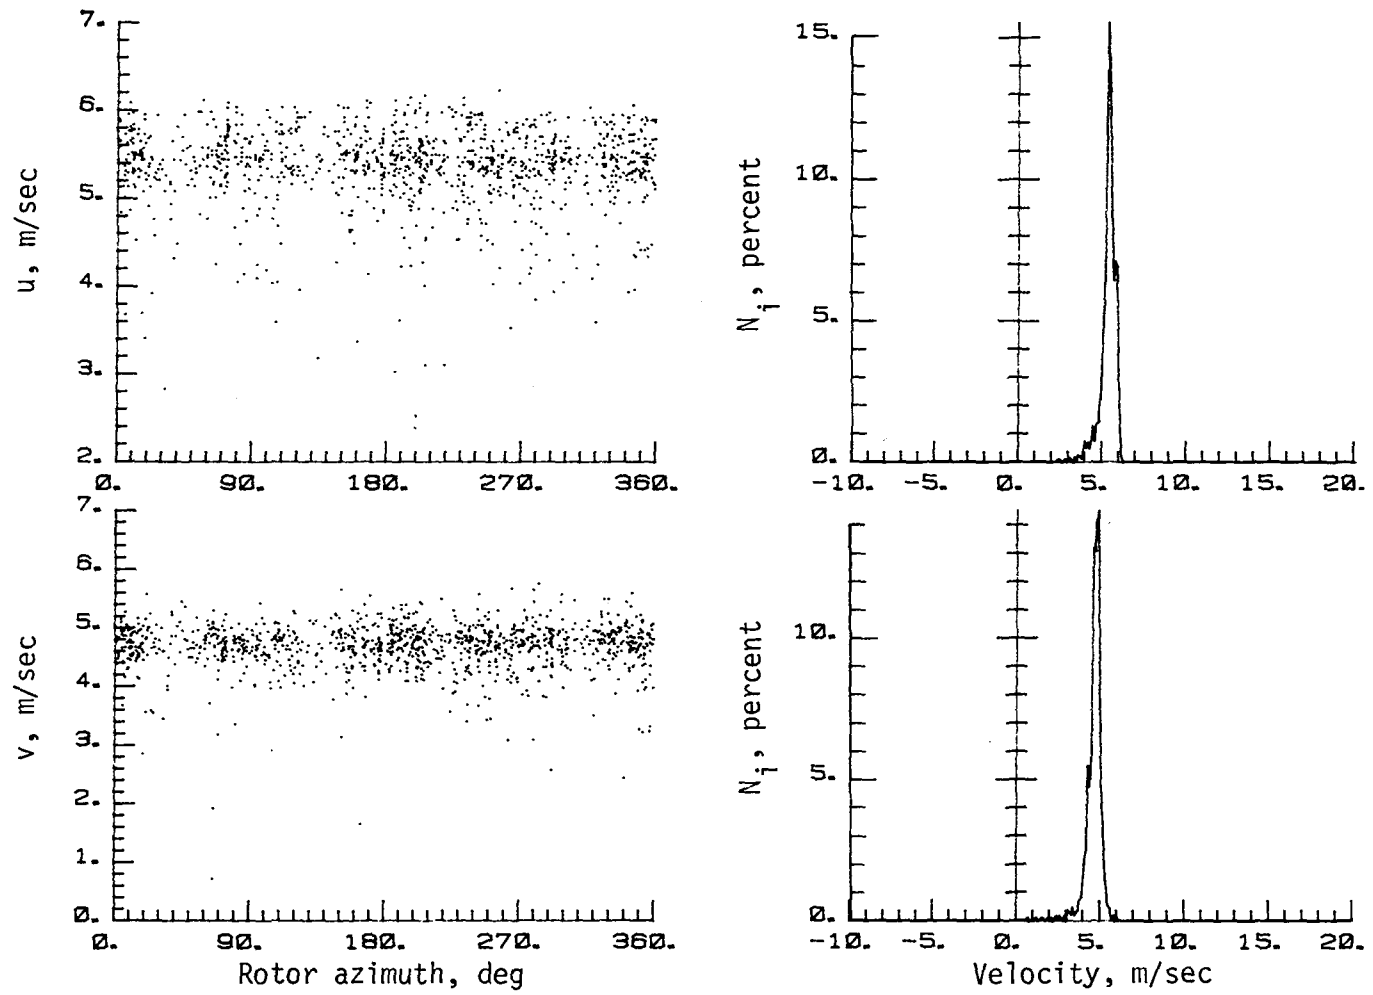 7.
6.
5.
4.
3.
2.
u, m/sec
0. 90. 180. 270. 360.
15.
10.
5.
0.
N_i, percent
-10. -5. 0. 5. 10. 15. 20.
7.
6.
5.
4.
3.
2.
1.
0.
v, m/sec
0. 90. 180. 270. 360.
Rotor azimuth, deg
10.
5.
0.
N_i, percent
-10. -5. 0. 5. 10. 15. 20.
Velocity, m/sec